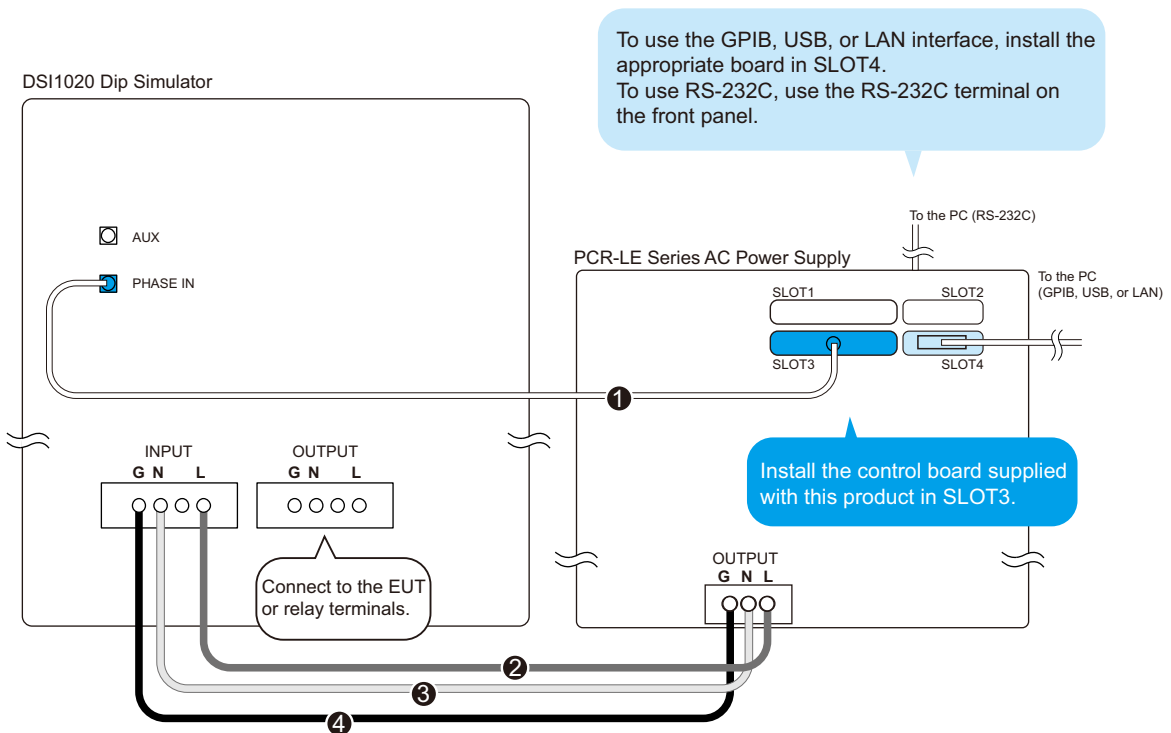 To use the GPIB, USB, or LAN interface, install the
appropriate board in SLOT4.
To use RS-232C, use the RS-232C terminal on
the front panel.
DSI1020 Dip Simulator
To the PC (RS-232C)
AUX
PHASE IN
PCR-LE Series AC Power Supply
To the PC
(GPIB, USB, or LAN)
SLOT1
SLOT2
SLOT3
SLOT4
1
Install the control board supplied
with this product in SLOT3.
INPUT
G N L
OUTPUT
G N L
Connect to the EUT
or relay terminals.
OUTPUT
G N L
2
3
4